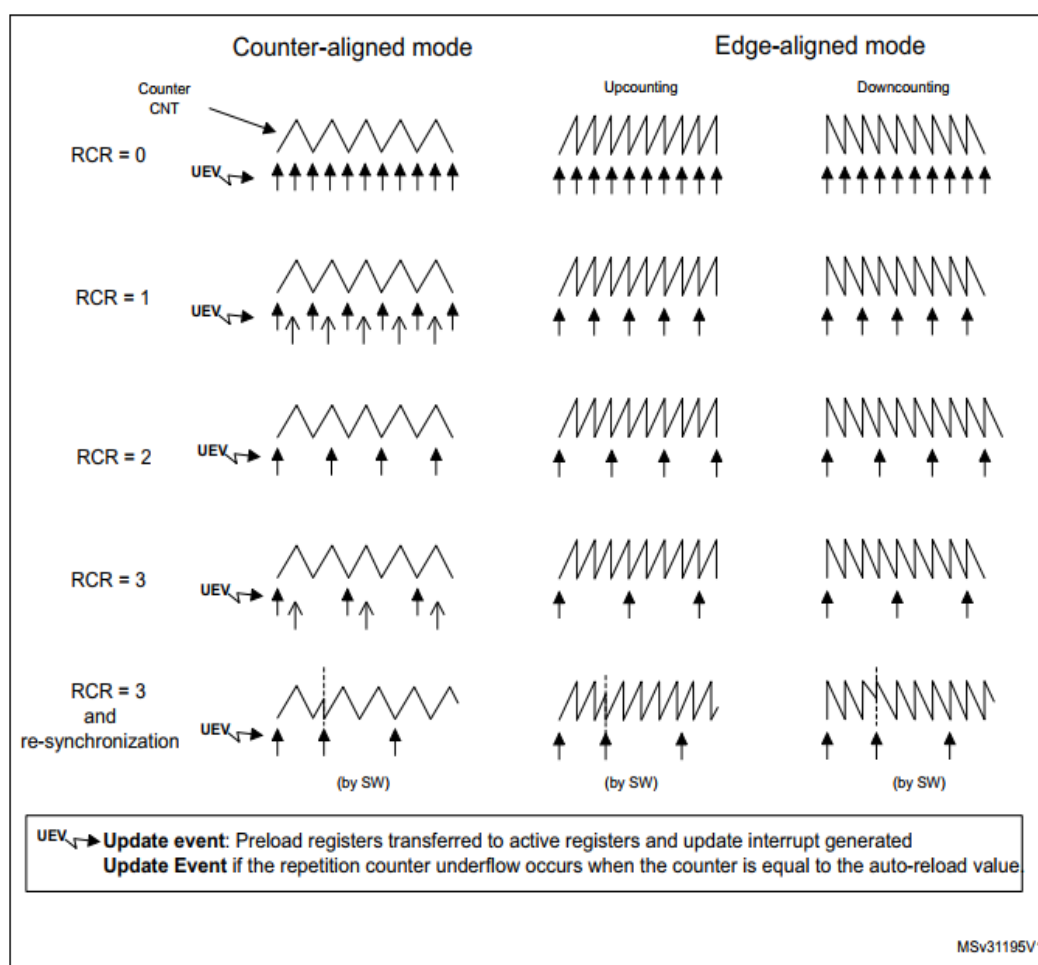 Counter-aligned mode
Edge-aligned mode
Counter
CNT
Upcounting
Downcounting
RCR = 0
UEV
RCR = 1
UEV
RCR = 2
UEV
RCR = 3
UEV
RCR = 3
and
re-synchronization
UEV
(by SW)
(by SW)
(by SW)
UEV Update event: Preload registers transferred to active registers and update interrupt generated
Update Event if the repetition counter underflow occurs when the counter is equal to the auto-reload value.
MSv31195V1